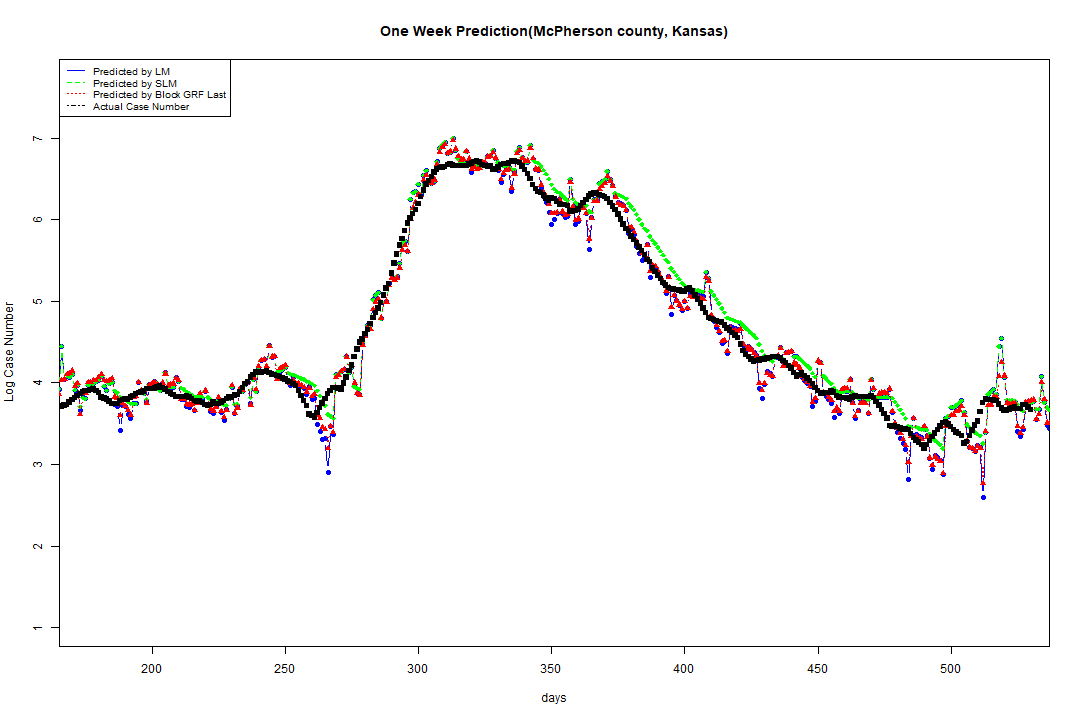 One Week Prediction(McPherson county, Kansas)
Predicted by LM
Predicted by SLM
Predicted by Block GRF Last
Actual Case Number
7
6
5
4
3
2
1
Log Case Number
200 250 300 350 400 450 500
days